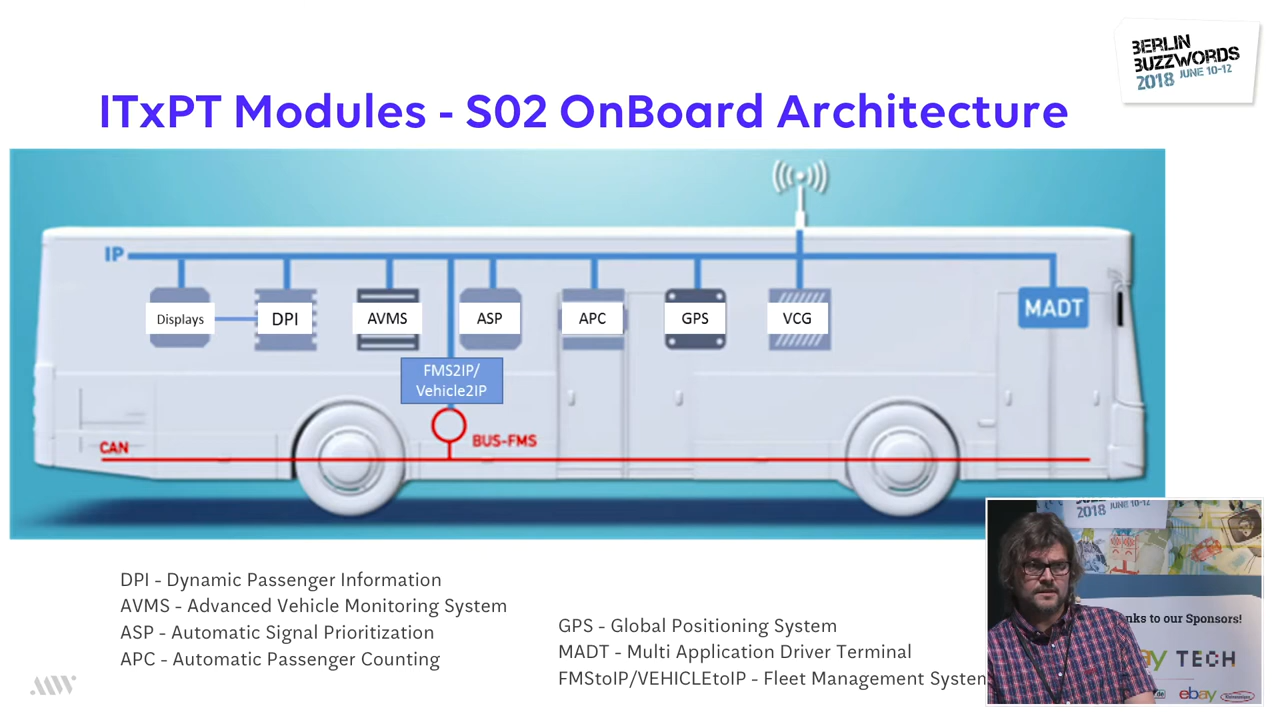 BERLIN
BUZZWORDS
2018 JUNE 10-12
ITxPT Modules - S02 OnBoard Architecture
IP
Displays
DPI
AVMS
ASP
APC
GPS
VCG
MADT
FMS2IP/
Vehicle2IP
BUS-FMS
CAN
DPI - Dynamic Passenger Information
AVMS - Advanced Vehicle Monitoring System
ASP - Automatic Signal Prioritization
APC - Automatic Passenger Counting
GPS - Global Positioning System
MADT - Multi Application Driver Terminal
FMStoIP/VEHICLEtoIP - Fleet Management System
2018 JUNE 10-12
nks to our Sponsors!
ay TECH
de
ebay